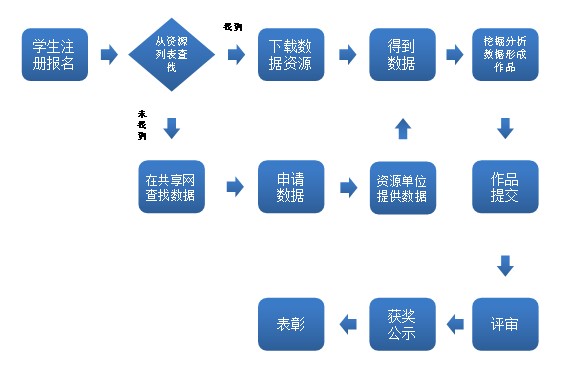 学生注
册报名
从资源
列表查
找
找到
下载数
据资源
得到
数据
挖掘分析
数据形成
作品
未
找
到
在共享网
查找数据
申请
数据
资源单位
提供数据
作品
提交
表彰
获奖
公示
评审